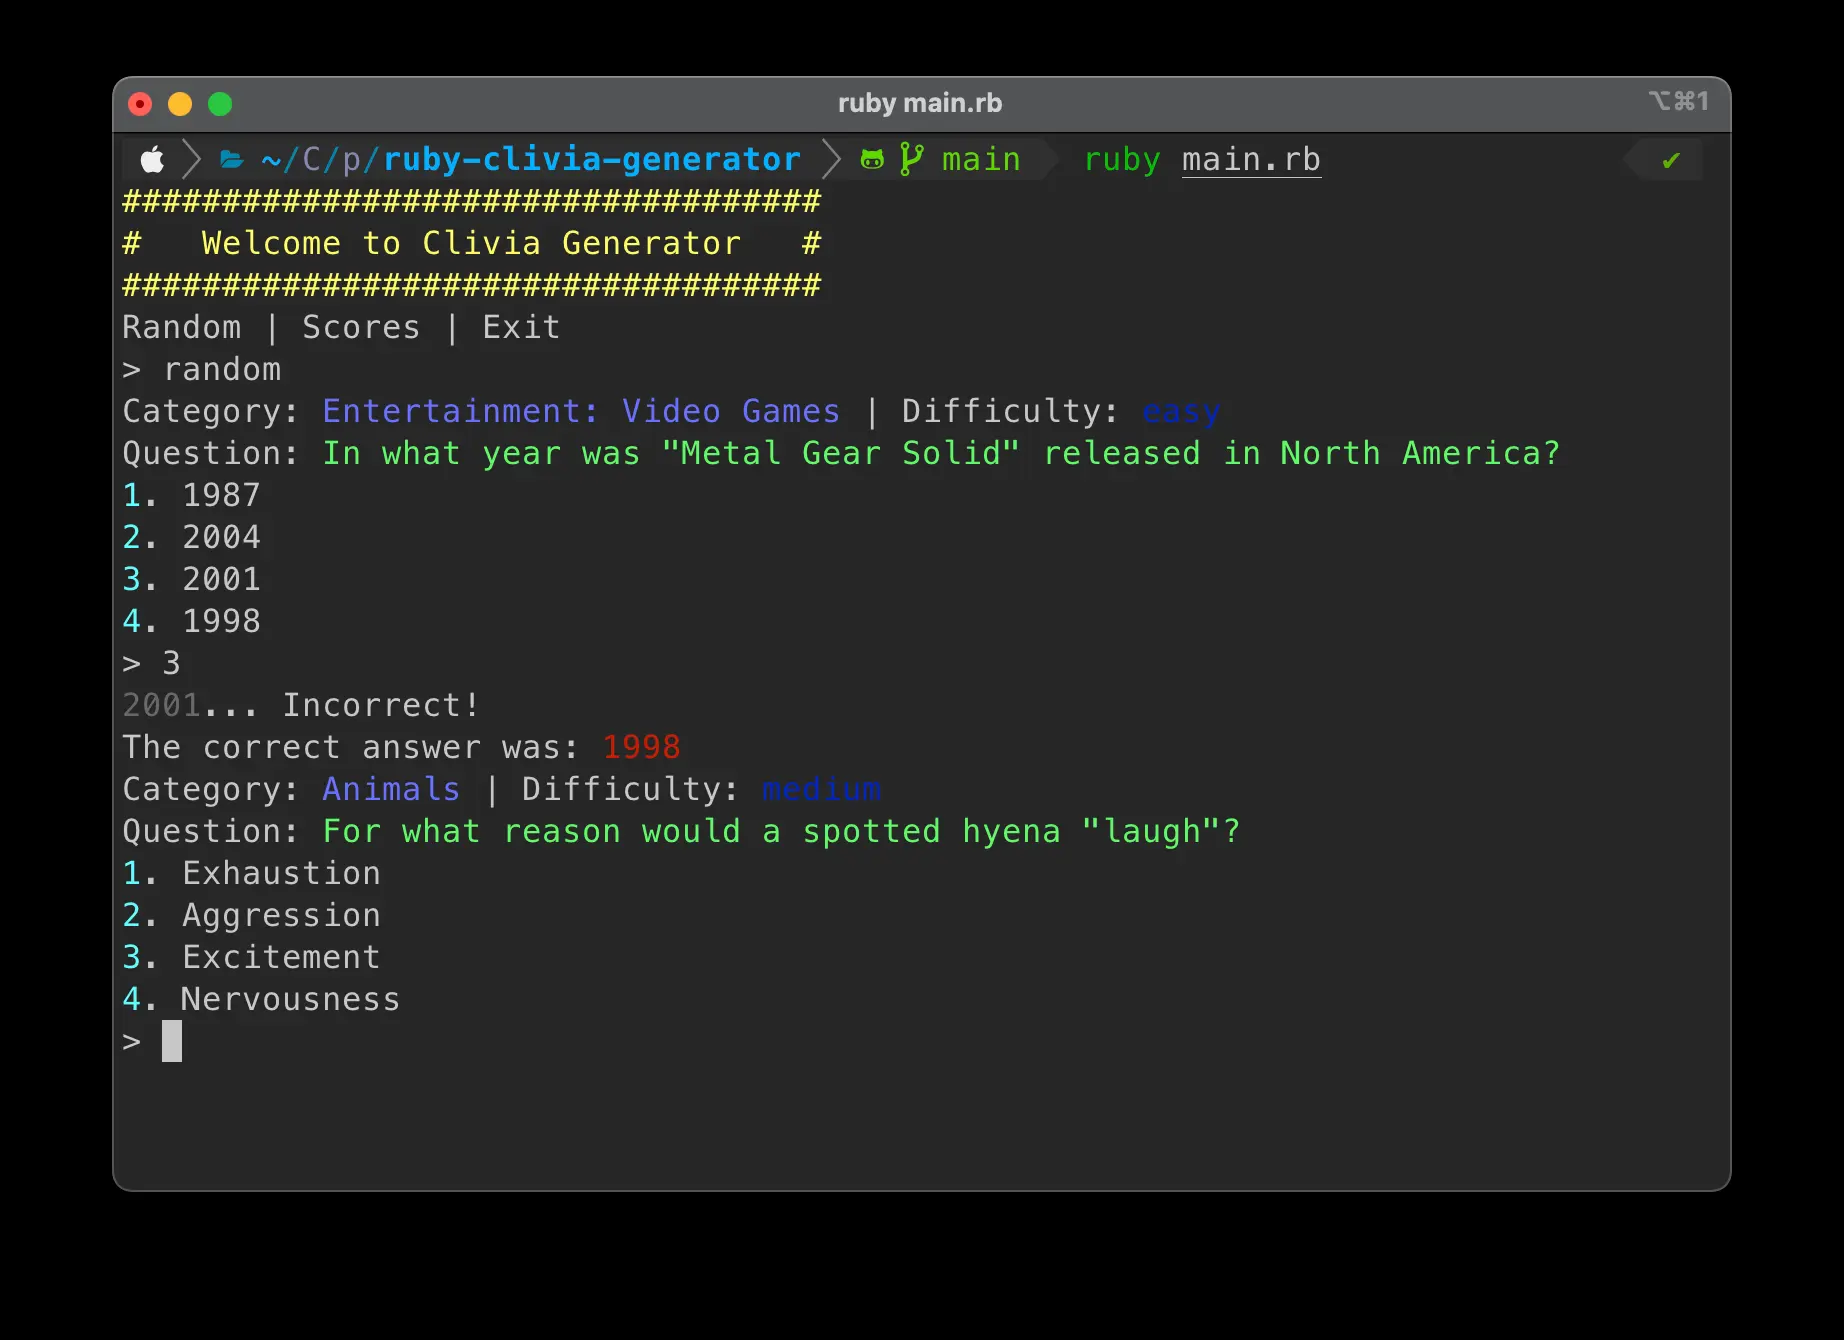 ruby main.rb ⌥⌘1
~/C/p/ruby-clivia-generator main ruby main.rb ✔
###################################
#   Welcome to Clivia Generator   #
###################################
Random | Scores | Exit
> random
Category: Entertainment: Video Games | Difficulty: easy
Question: In what year was "Metal Gear Solid" released in North America?
1. 1987
2. 2004
3. 2001
4. 1998
> 3
2001... Incorrect!
The correct answer was: 1998
Category: Animals | Difficulty: medium
Question: For what reason would a spotted hyena "laugh"?
1. Exhaustion
2. Aggression
3. Excitement
4. Nervousness
>